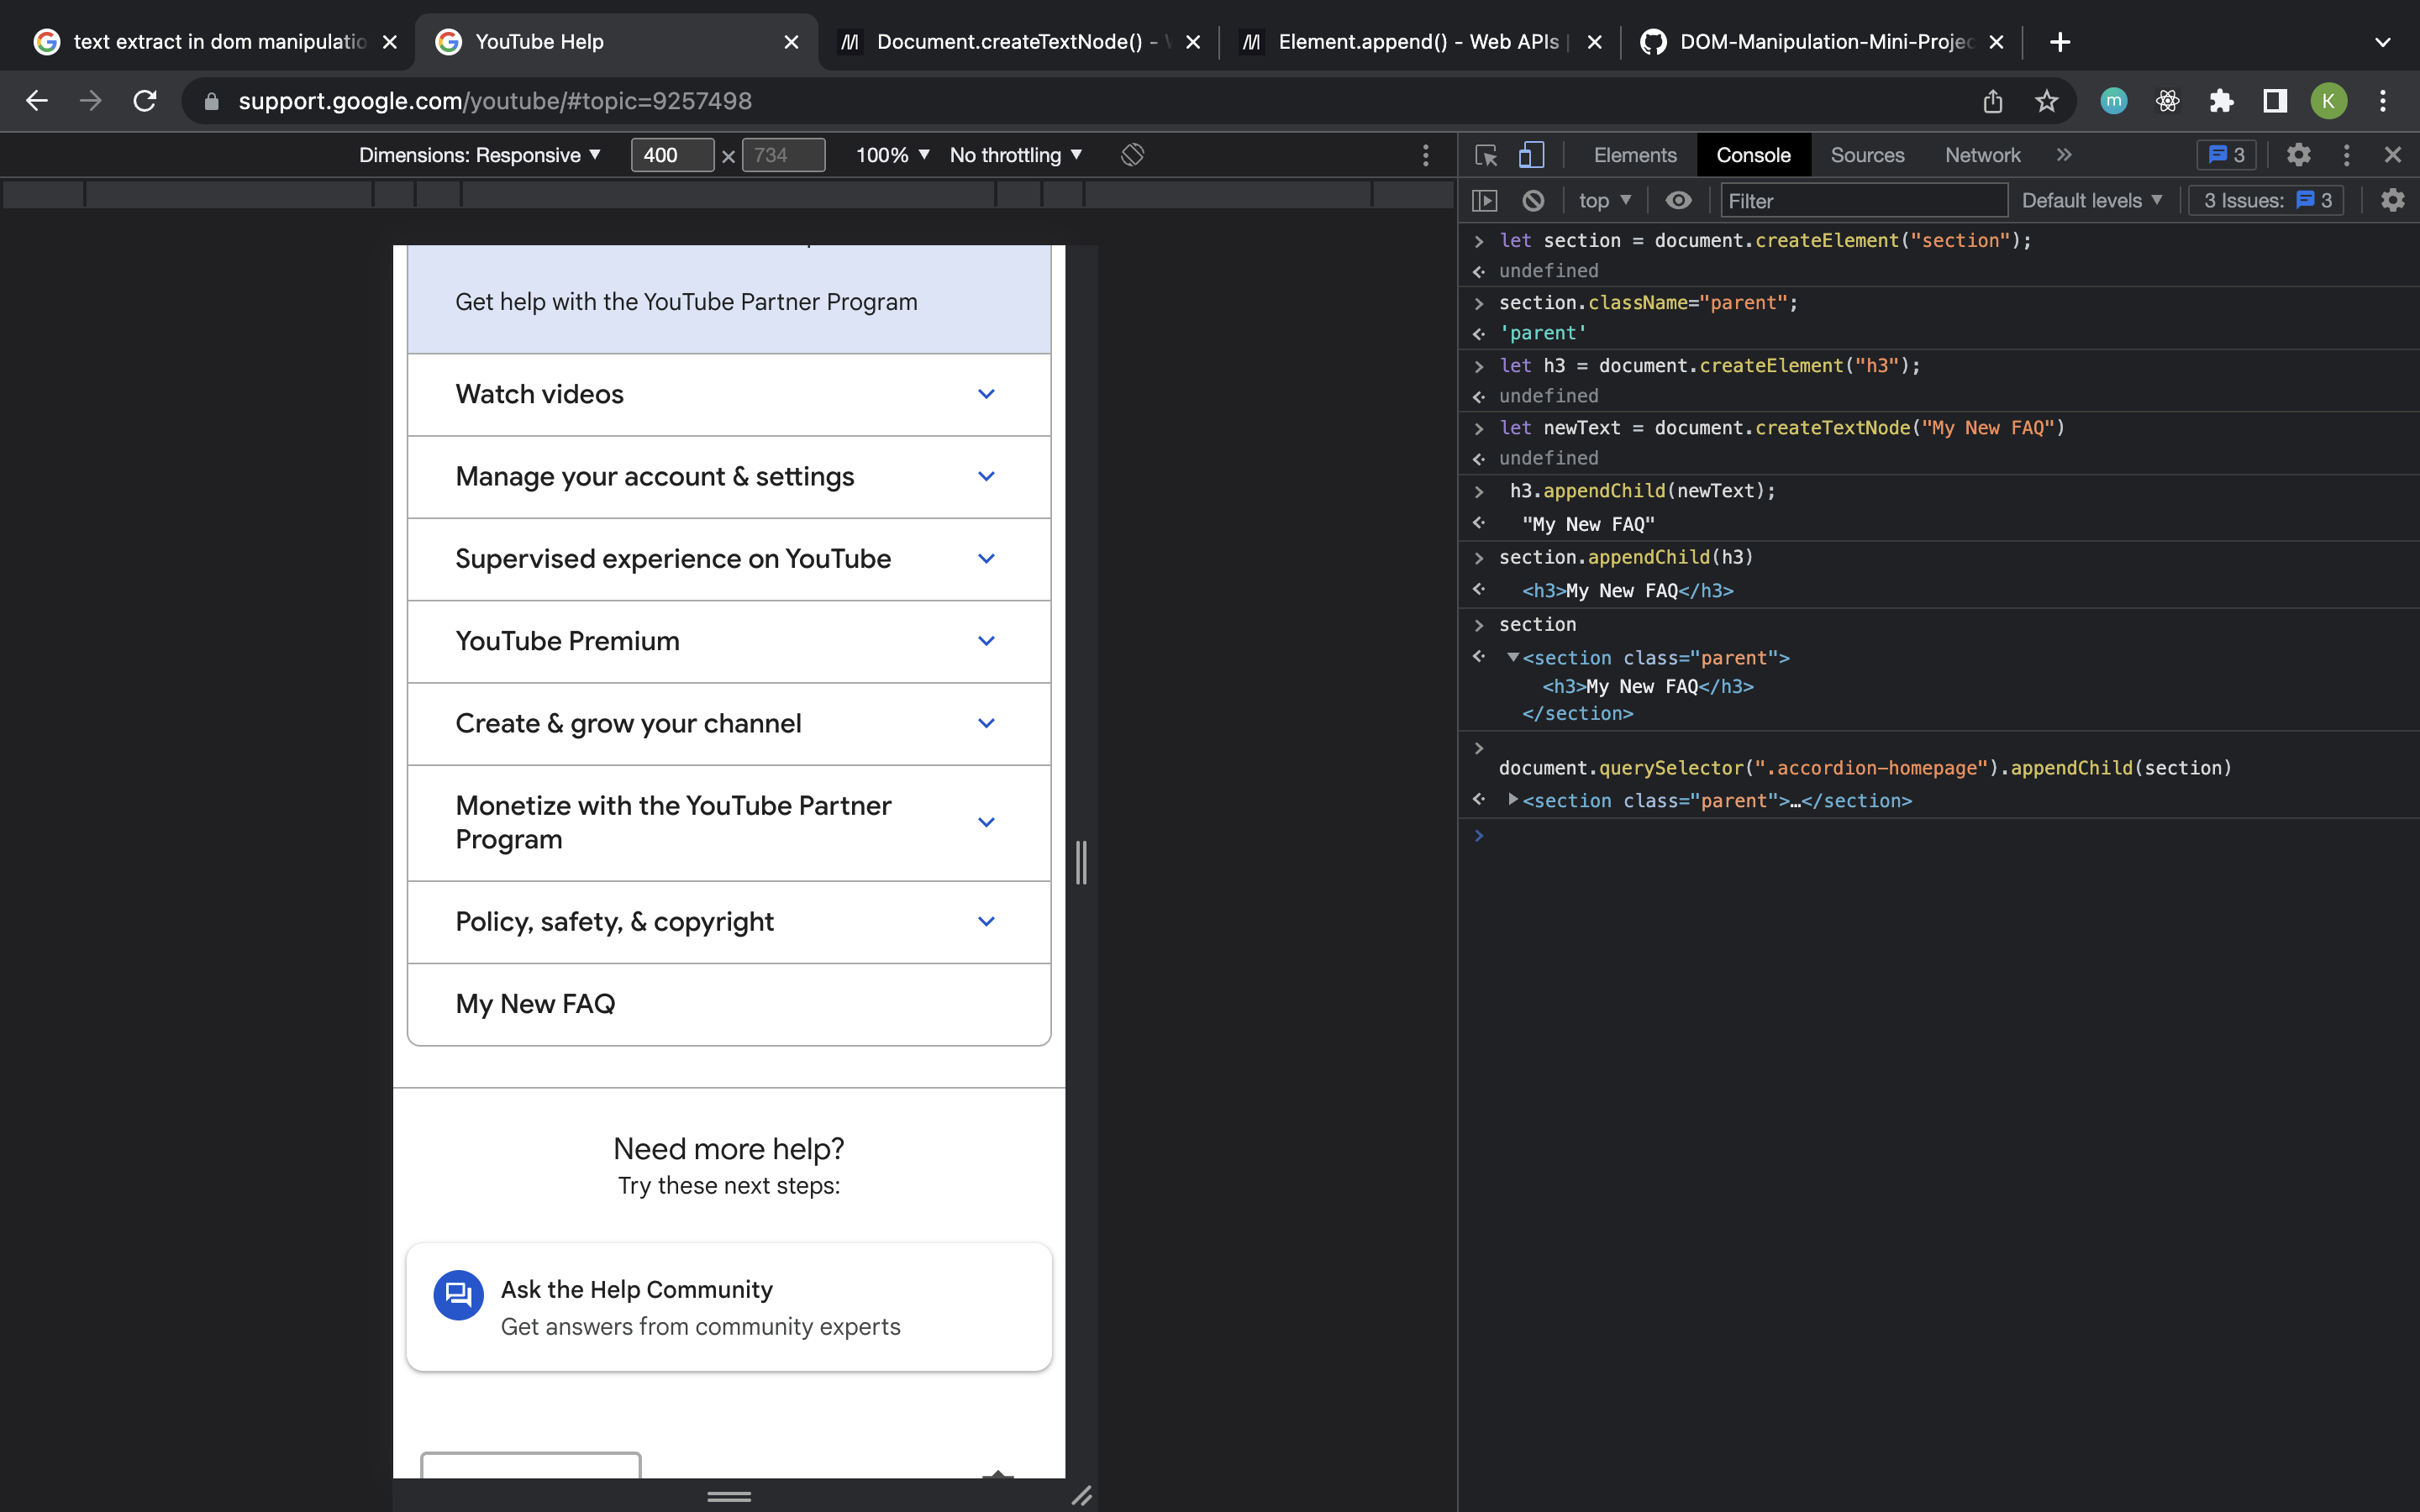 text extract in dom manipulatio
YouTube Help
Document.createTextNode() -
Element.append() - Web APIs
DOM-Manipulation-Mini-Projec
support.google.com/youtube/#topic=9257498
m
K
Dimensions: Responsive
400
×
734
100%
No throttling
Elements
Console
Sources
Network
3
top
Filter
Default levels
3 Issues:
3
Get help with the YouTube Partner Program
Watch videos
Manage your account & settings
Supervised experience on YouTube
YouTube Premium
Create & grow your channel
Monetize with the YouTube Partner
Program
Policy, safety, & copyright
My New FAQ
Need more help?
Try these next steps:
Ask the Help Community
Get answers from community experts
let section = document.createElement("section");
undefined
section.className="parent";
'parent'
let h3 = document.createElement("h3");
undefined
let newText = document.createTextNode("My New FAQ")
undefined
h3.appendChild(newText);
"My New FAQ"
section.appendChild(h3)
<h3>My New FAQ</h3>
section
<section class="parent">
<h3>My New FAQ</h3>
</section>
document.querySelector(".accordion-homepage").appendChild(section)
<section class="parent">…</section>